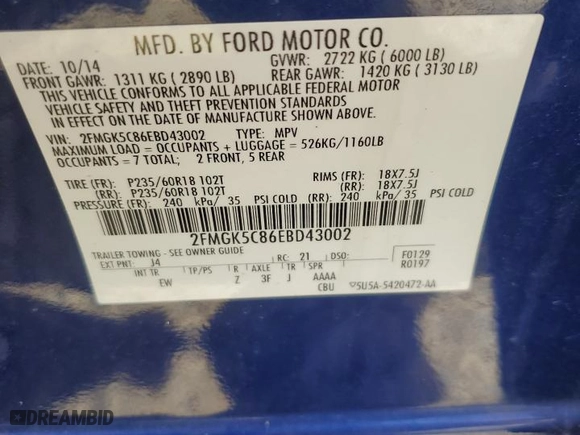 MFD. BY FORD MOTOR CO.
DATE: 10/14 GVWR: 2722 KG ( 6000 LB)
FRONT GAWR: 1311 KG ( 2890 LB) REAR GAWR: 1420 KG ( 3130 LB)
THIS VEHICLE CONFORMS TO ALL APPLICABLE FEDERAL MOTOR
VEHICLE SAFETY AND THEFT PREVENTION STANDARDS
IN EFFECT ON THE DATE OF MANUFACTURE SHOWN ABOVE.
VIN: 2FMGK5C86EBD43002 TYPE: MPV
MAXIMUM LOAD = OCCUPANTS + LUGGAGE = 526KG/1160LB
OCCUPANTS = 7 TOTAL; 2 FRONT, 5 REAR
TIRE (FR): P235/60R18 102T RIMS (FR): 18X7.5J
(RR): P235/60R18 102T (RR): 18X7.5J
PRESSURE (FR): 240 kPa/ 35 PSI COLD (RR): 240 kPa/ 35 PSI COLD
2FMGK5C86EBD43002
TRAILER TOWING - SEE OWNER GUIDE
EXT PNT: J4 RC: 21 DSO: F0129
INT TR TP/PS R AXLE TR SPR R0197
EW Z 3F J AAAA
CBU 5U5A-5420472-AA
DREAMBID